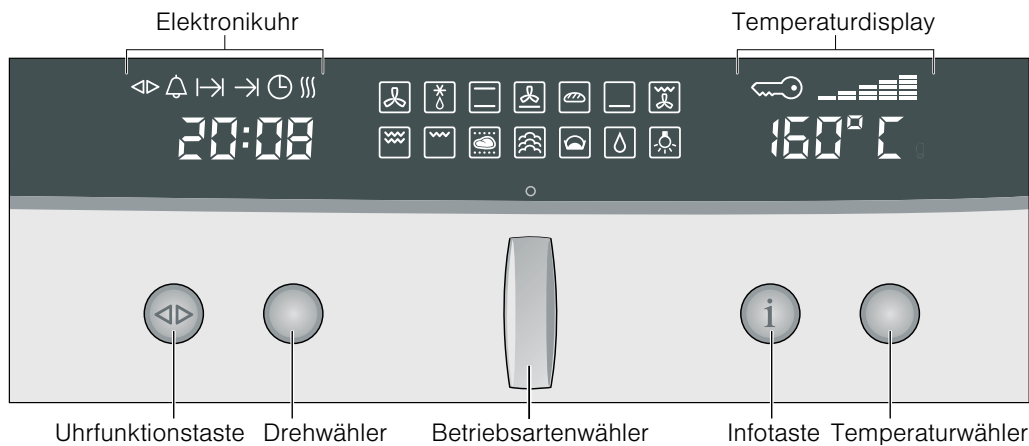 Elektronikuhr Temperaturdisplay
20:08 160°C
i
Uhrfunktionstaste Drehwähler Betriebsartenwähler Infotaste Temperaturwähler